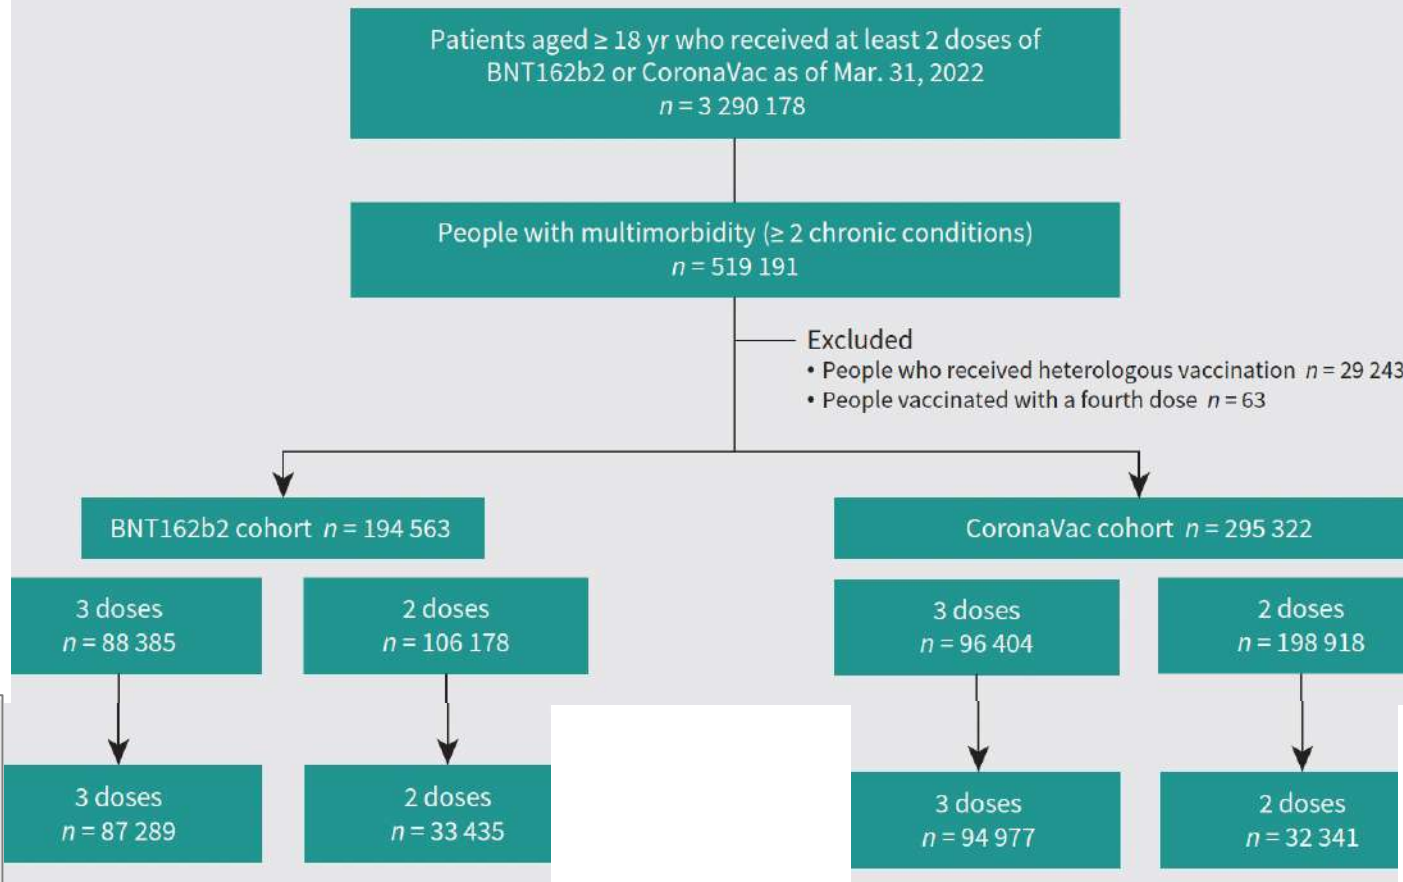 Patients aged ≥ 18 yr who received at least 2 doses of
BNT162b2 or CoronaVac as of Mar. 31, 2022
n = 3 290 178
People with multimorbidity (≥ 2 chronic conditions)
n = 519 191
Excluded
• People who received heterologous vaccination n = 29 243
• People vaccinated with a fourth dose n = 63
BNT162b2 cohort n = 194 563
CoronaVac cohort n = 295 322
3 doses
n = 88 385
2 doses
n = 106 178
3 doses
n = 96 404
2 doses
n = 198 918
3 doses
n = 87 289
2 doses
n = 33 435
3 doses
n = 94 977
2 doses
n = 32 341